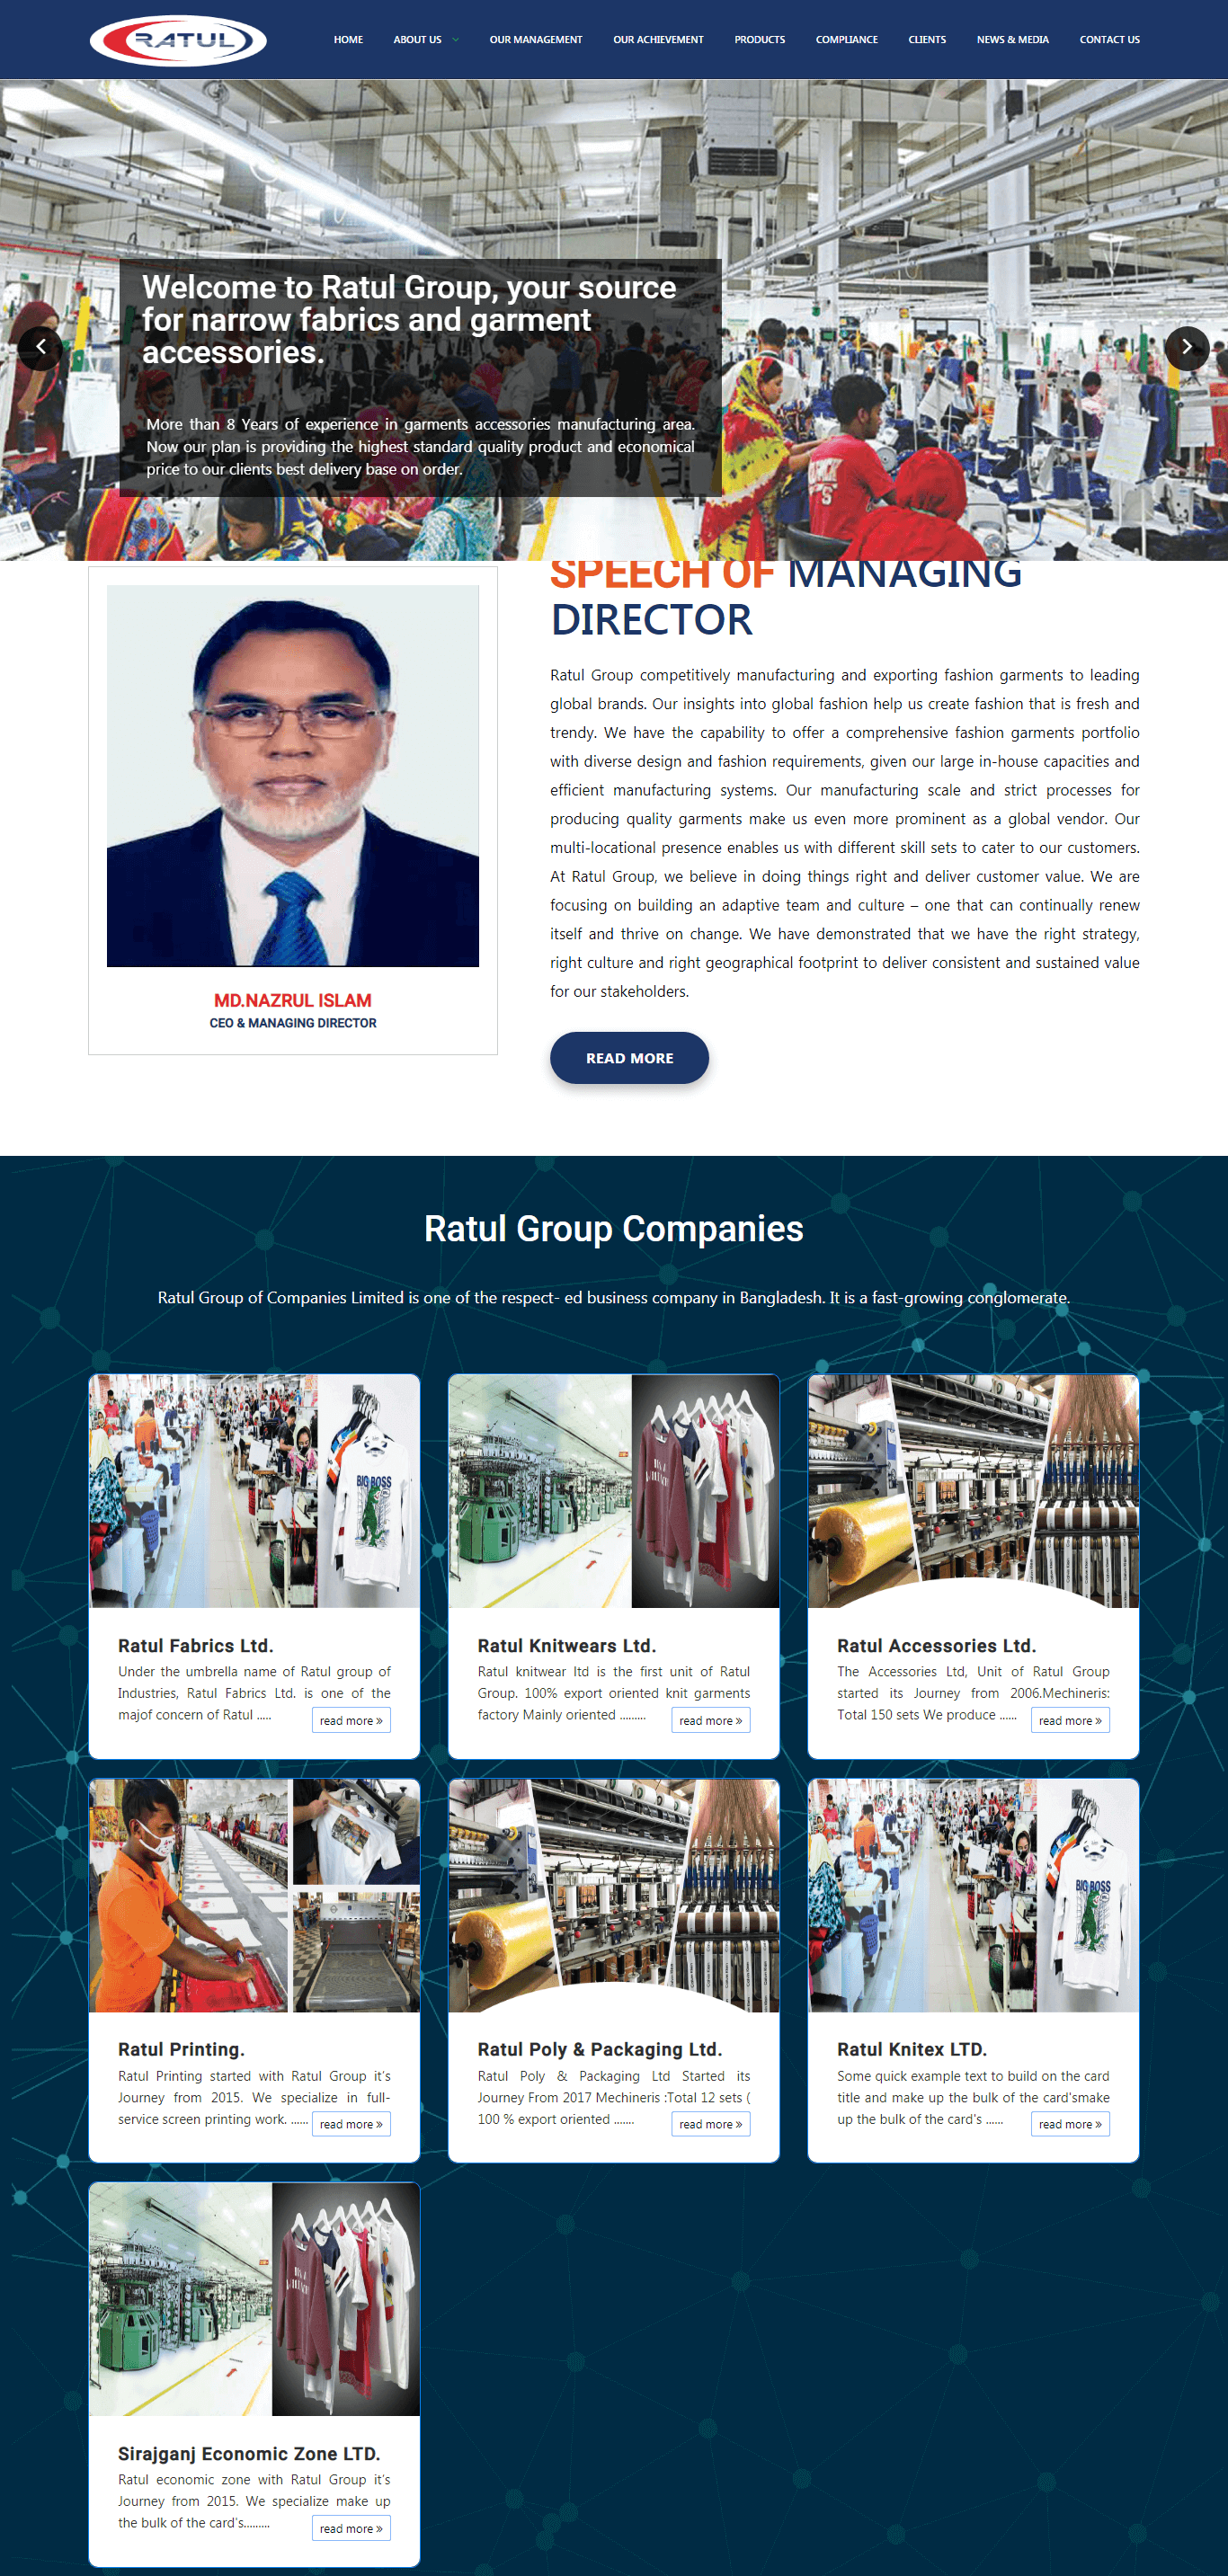 RATUL
HOME ABOUT US OUR MANAGEMENT OUR ACHIEVEMENT PRODUCTS COMPLIANCE CLIENTS NEWS & MEDIA CONTACT US
Welcome to Ratul Group, your source
for narrow fabrics and garment
accessories.
More than 8 Years of experience in garments accessories manufacturing area.
Now our plan is providing the highest standard quality product and economical
price to our clients best delivery base on order.
SPEECH OF MANAGING
DIRECTOR
Ratul Group competitively manufacturing and exporting fashion garments to leading
global brands. Our insights into global fashion help us create fashion that is fresh and
trendy. We have the capability to offer a comprehensive fashion garments portfolio
with diverse design and fashion requirements, given our large in-house capacities and
efficient manufacturing systems. Our manufacturing scale and strict processes for
producing quality garments make us even more prominent as a global vendor. Our
multi-locational presence enables us with different skill sets to cater to our customers.
At Ratul Group, we believe in doing things right and deliver customer value. We are
focusing on building an adaptive team and culture – one that can continually renew
itself and thrive on change. We have demonstrated that we have the right strategy,
right culture and right geographical footprint to deliver consistent and sustained value
for our stakeholders.
MD.NAZRUL ISLAM
CEO & MANAGING DIRECTOR
READ MORE
Ratul Group Companies
Ratul Group of Companies Limited is one of the respect- ed business company in Bangladesh. It is a fast-growing conglomerate.
BIG BOSS
Ratul Fabrics Ltd.
Under the umbrella name of Ratul group of
Industries, Ratul Fabrics Ltd. is one of the
majof concern of Ratul .....
read more »
Ratul Knitwears Ltd.
Ratul knitwear ltd is the first unit of Ratul
Group. 100% export oriented knit garments
factory Mainly oriented .........
read more »
Ratul Accessories Ltd.
The Accessories Ltd, Unit of Ratul Group
started its Journey from 2006.Mechineris:
Total 150 sets We produce ......
read more »
Ratul Printing.
Ratul Printing started with Ratul Group it's
Journey from 2015. We specialize in full-
service screen printing work. ......
read more »
Ratul Poly & Packaging Ltd.
Ratul Poly & Packaging Ltd Started its
Journey From 2017 Mechineris :Total 12 sets (
100 % export oriented .......
read more »
BIG BOSS
Ratul Knitex LTD.
Some quick example text to build on the card
title and make up the bulk of the card'smake
up the bulk of the card's ......
read more »
Sirajganj Economic Zone LTD.
Ratul economic zone with Ratul Group it's
Journey from 2015. We specialize make up
the bulk of the card's.........
read more »